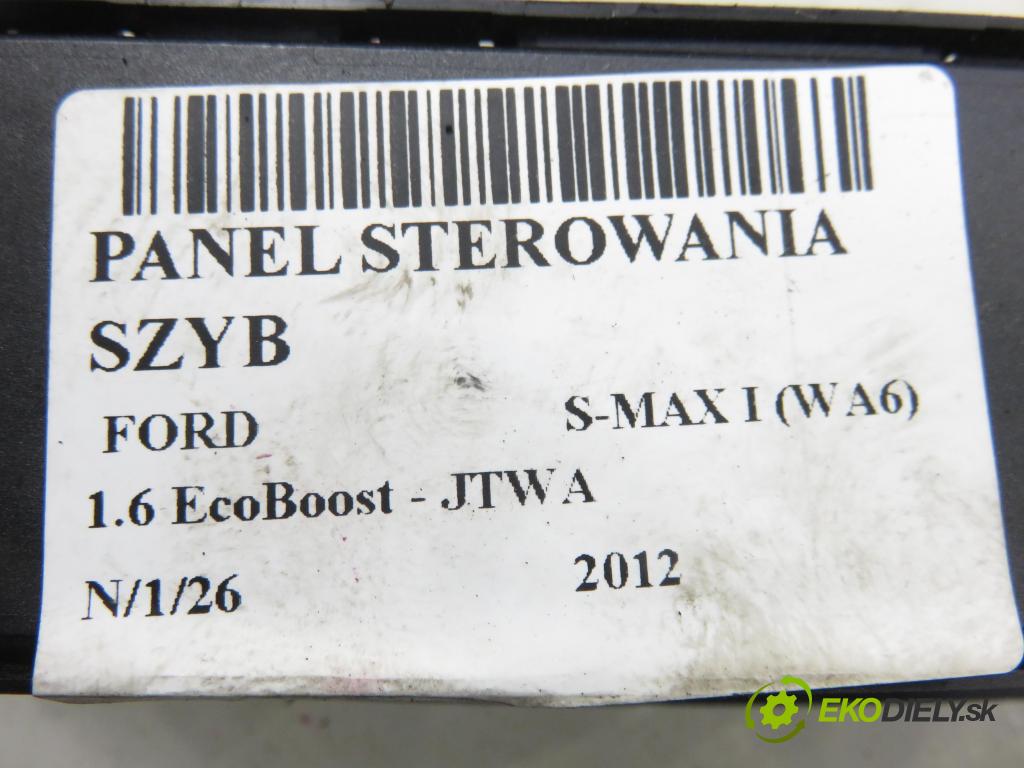 PANEL STEROWANIA
SZYB
FORD S-MAX I (WA6)
1.6 EcoBoost - JTWA
N/1/26 2012
EKODIELY.sk